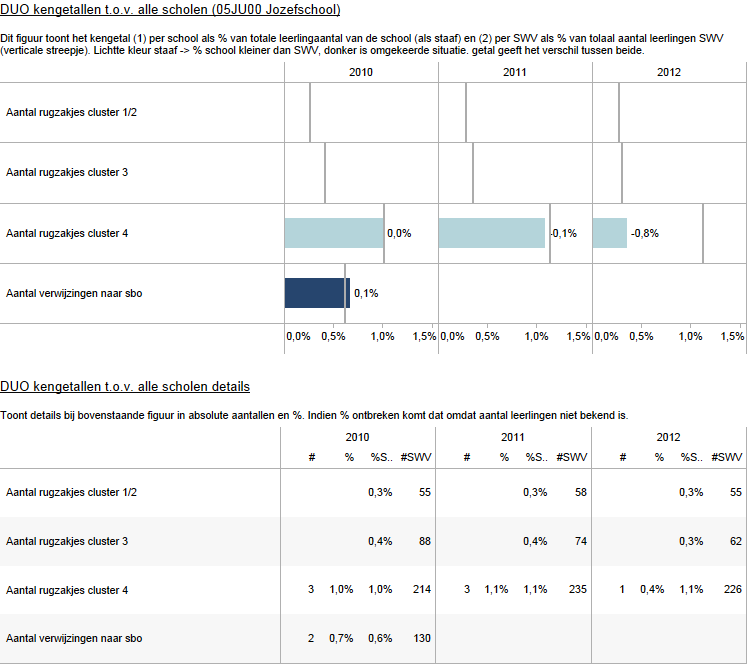 DUO kengetallen t.o.v. alle scholen (05JU00 Jozefschool)
Dit figuur toont het kengetal (1) per school als % van totale leerlingaantal van de school (als staaf) en (2) per SWV als % van tolaal aantal leerlingen SWV
(verticale streepje). Lichtte kleur staaf -> % school kleiner dan SWV, donker is omgekeerde situatie. getal geeft het verschil tussen beide.
2010 2011 2012
Aantal rugzakjes cluster 1/2
Aantal rugzakjes cluster 3
Aantal rugzakjes cluster 4 0,0% -0,1% -0,8%
Aantal verwijzingen naar sbo 0,1%
0,0% 0,5% 1,0% 1,5% 0,0% 0,5% 1,0% 1,5% 0,0% 0,5% 1,0% 1,5%
DUO kengetallen t.o.v. alle scholen details
Toont details bij bovenstaande figuur in absolute aantallen en %. Indien % ontbreken komt dat omdat aantal leerlingen niet bekend is.
2010 2011 2012
# % %S.. #SWV # % %S.. #SWV # % %S.. #SWV
Aantal rugzakjes cluster 1/2 0,3% 55 0,3% 58 0,3% 55
Aantal rugzakjes cluster 3 0,4% 88 0,4% 74 0,3% 62
Aantal rugzakjes cluster 4 3 1,0% 1,0% 214 3 1,1% 1,1% 235 1 0,4% 1,1% 226
Aantal verwijzingen naar sbo 2 0,7% 0,6% 130